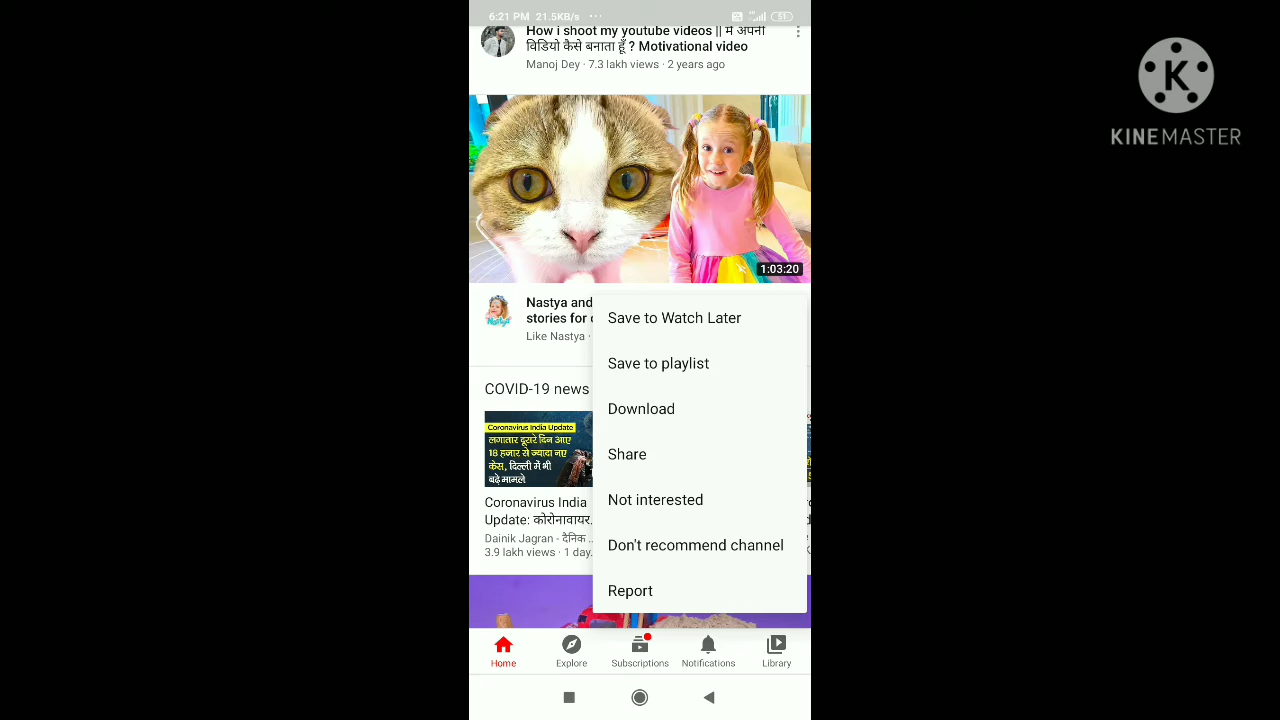 6:21 PM 21.5KB/s ...
51
How i shoot my youtube videos || मैं अपनी
विडियो कैसे बनाता हूँ ? Motivational video
Manoj Dey · 7.3 lakh views · 2 years ago
K
KINEMASTER
1:03:20
Nastya and
stories for
Like Nastya ·
Save to Watch Later
Save to playlist
Download
Share
Not interested
Don't recommend channel
Report
COVID-19 news
Coronavirus India Update
लगातार दूसरे दिन आए
18 हजार से ज्यादा नए
केस, दिल्ली में भी
बढ़े मामले
Coronavirus India
Update: कोरोनावायर...
Dainik Jagran - दैनिक ...
3.9 lakh views · 1 day
Home
Explore
Subscriptions
Notifications
Library